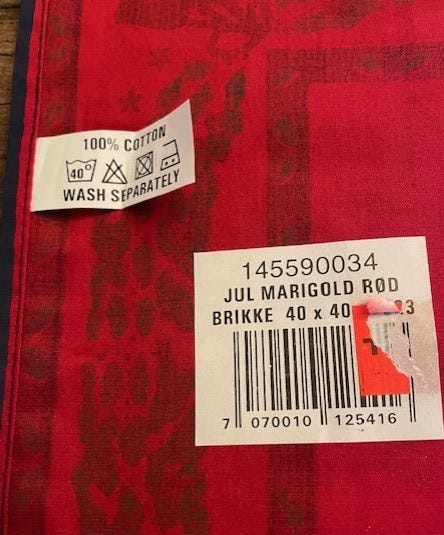 100% COTTON
40°
WASH SEPARATELY
145590034
JUL MARIGOLD RØD
BRIKKE 40 x 40
7 070010 125416